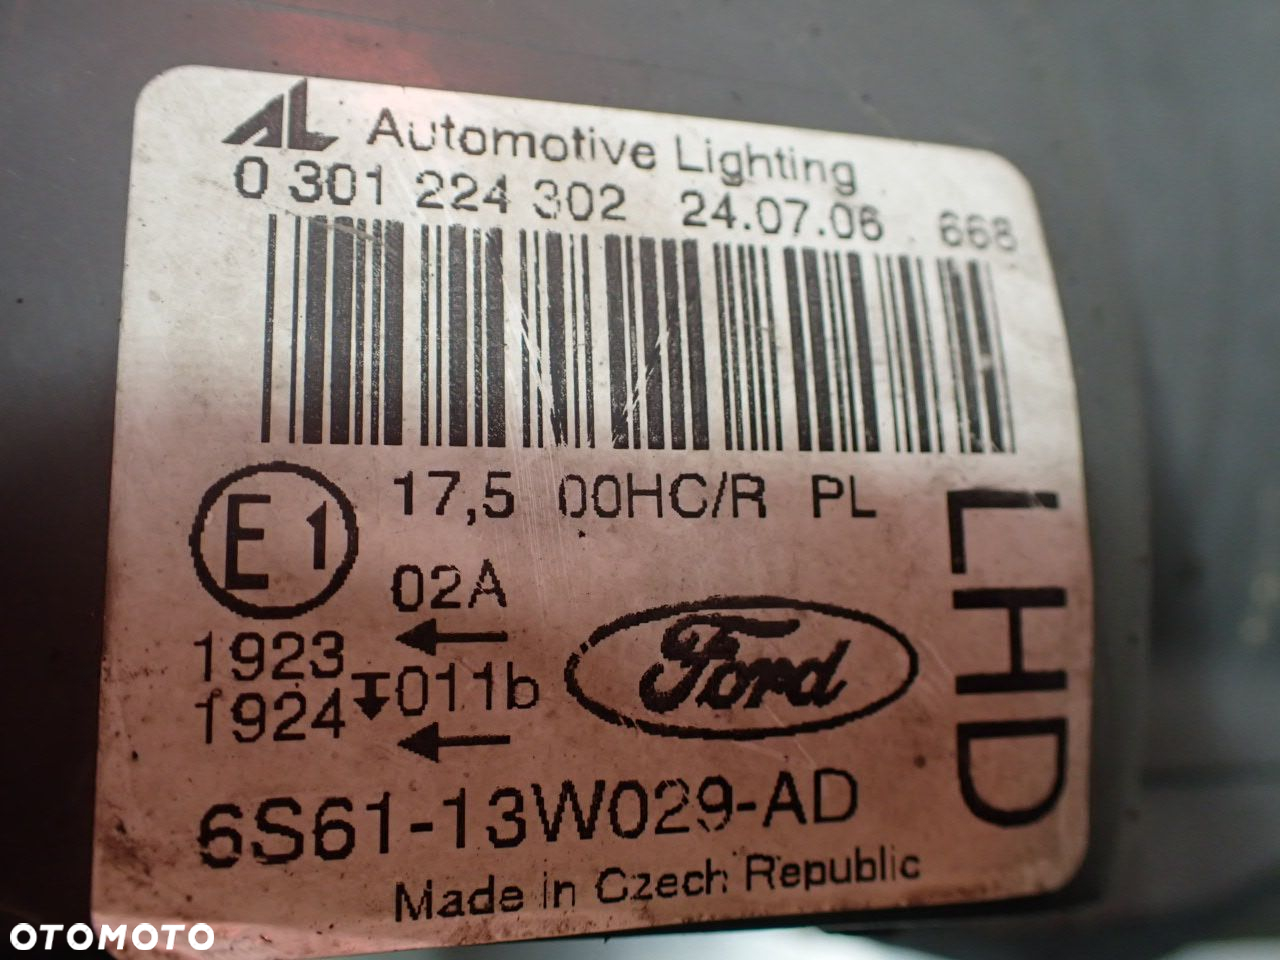 AL Automotive Lighting
0 301 224 302 24.07.06 668
E1 17,5 00HC/R PL
02A
1923
1924 011b
Ford
LHD
6S61-13W029-AD
Made in Czech Republic
OTOMOTO